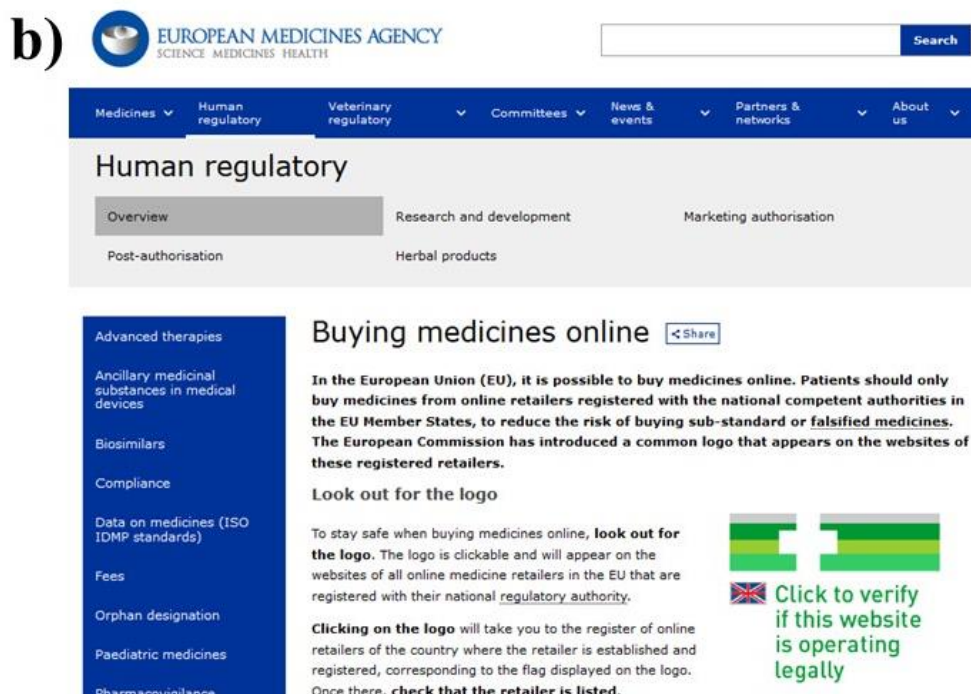 b)
EUROPEAN MEDICINES AGENCY
SCIENCE MEDICINES HEALTH
Search
Medicines
Human
regulatory
Veterinary
regulatory
Committees
News &
events
Partners &
networks
About
us
Human regulatory
Overview
Research and development
Marketing authorisation
Post-authorisation
Herbal products
Advanced therapies
Ancillary medicinal
substances in medical
devices
Biosimilars
Compliance
Data on medicines (ISO
IDMP standards)
Fees
Orphan designation
Paediatric medicines
Pharmacovigilance
Buying medicines online
Share
In the European Union (EU), it is possible to buy medicines online. Patients should only
buy medicines from online retailers registered with the national competent authorities in
the EU Member States, to reduce the risk of buying sub-standard or falsified medicines.
The European Commission has introduced a common logo that appears on the websites of
these registered retailers.
Look out for the logo
To stay safe when buying medicines online, look out for
the logo. The logo is clickable and will appear on the
websites of all online medicine retailers in the EU that are
registered with their national regulatory authority.
Clicking on the logo will take you to the register of online
retailers of the country where the retailer is established and
registered, corresponding to the flag displayed on the logo.
Once there, check that the retailer is listed.
Click to verify
if this website
is operating
legally